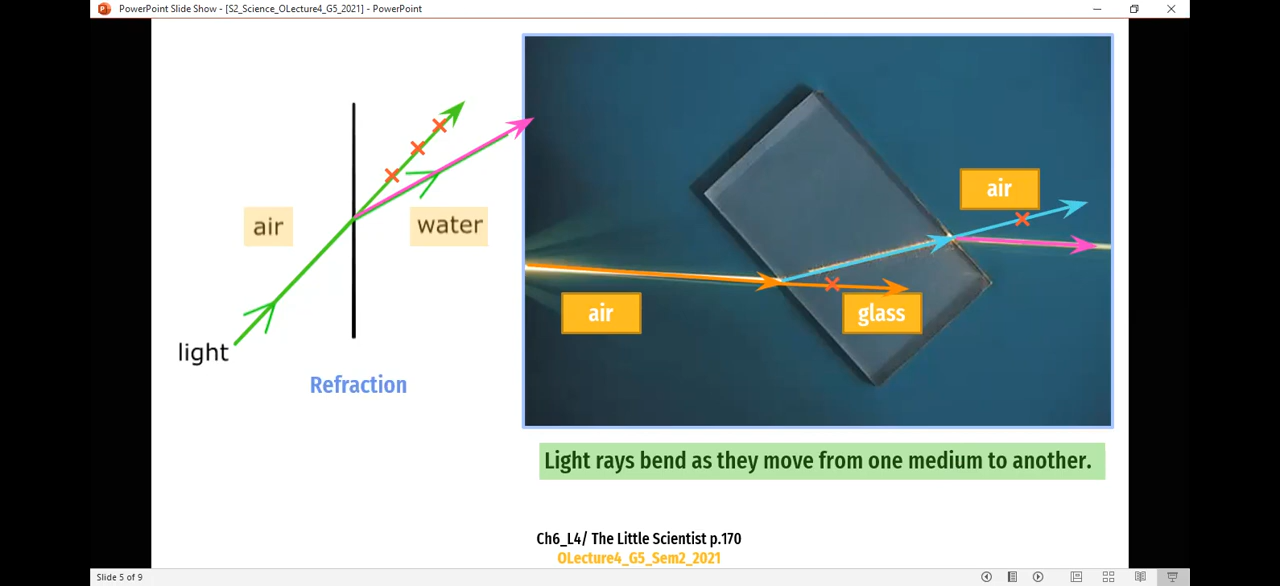 PowerPoint Slide Show - [S2_Science_OLecture4_G5_2021] - PowerPoint
air
water
light
Refraction
air
air
glass
Light rays bend as they move from one medium to another.
Ch6_L4/ The Little Scientist p.170
OLecture4_G5_Sem2_2021
Slide 5 of 9